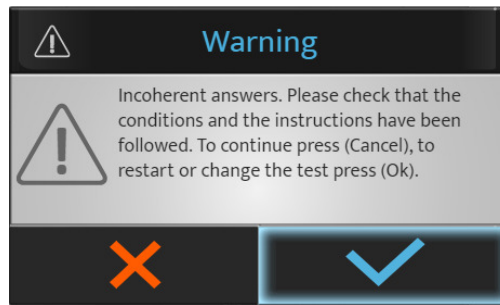 Warning
Incoherent answers. Please check that the
conditions and the instructions have been
followed. To continue press (Cancel), to
restart or change the test press (Ok).